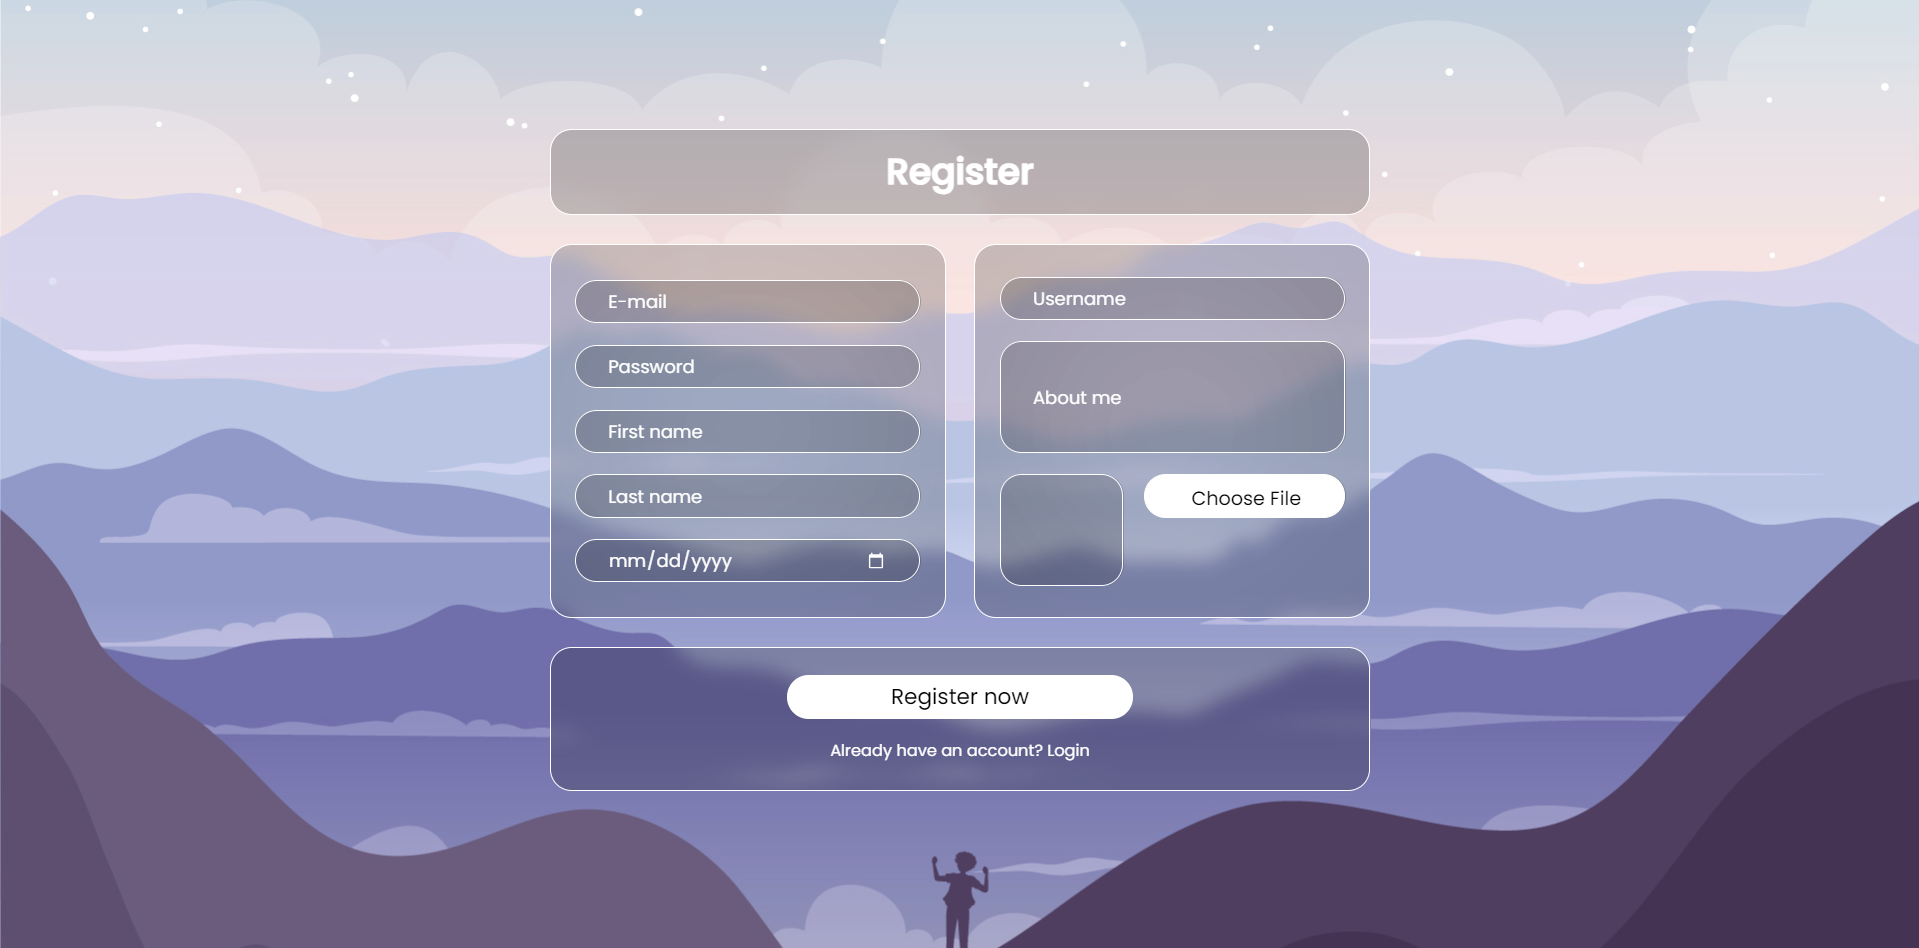 Register
E-mail
Password
First name
Last name
mm/dd/yyyy
Username
About me
Choose File
Register now
Already have an account? Login